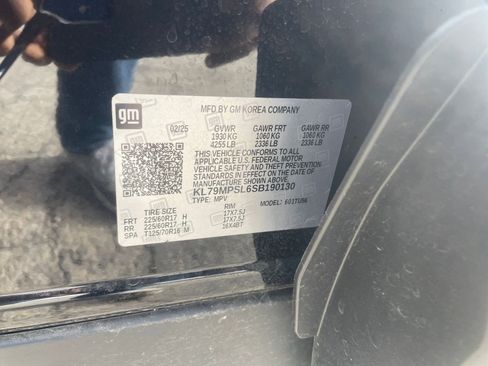 gm
MFD BY GM KOREA COMPANY
02/25 GVWR GAWR FRT GAWR RR
1930 KG 1060 KG 1060 KG
4255 LB 2336 LB 2336 LB
THIS VEHICLE CONFORMS TO ALL
APPLICABLE U.S. FEDERAL MOTOR
VEHICLE SAFETY AND THEFT PREVENTION
STANDARDS IN EFFECT ON THE DATE OF
MANUFACTURE SHOWN ABOVE.
KL79MPSL6SB190130
TYPE: MPV MODEL: 601TU56
TIRE SIZE RIM
FRT 225/60R17 H 17X7.5J
RR 225/60R17 H 17X7.5J
SPA T125/70R16 M 16X4BT